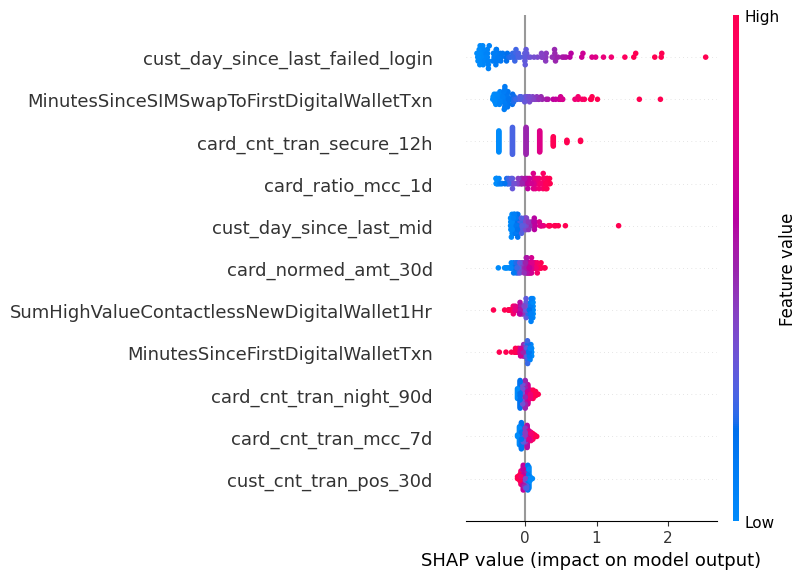 High
cust_day_since_last_failed_login
MinutesSinceSIMSwapToFirstDigitalWalletTxn
card_cnt_tran_secure_12h
card_ratio_mcc_1d
cust_day_since_last_mid
card_normed_amt_30d
SumHighValueContactlessNewDigitalWallet1Hr
MinutesSinceFirstDigitalWalletTxn
card_cnt_tran_night_90d
card_cnt_tran_mcc_7d
cust_cnt_tran_pos_30d
Feature value
Low
0 1 2
SHAP value (impact on model output)